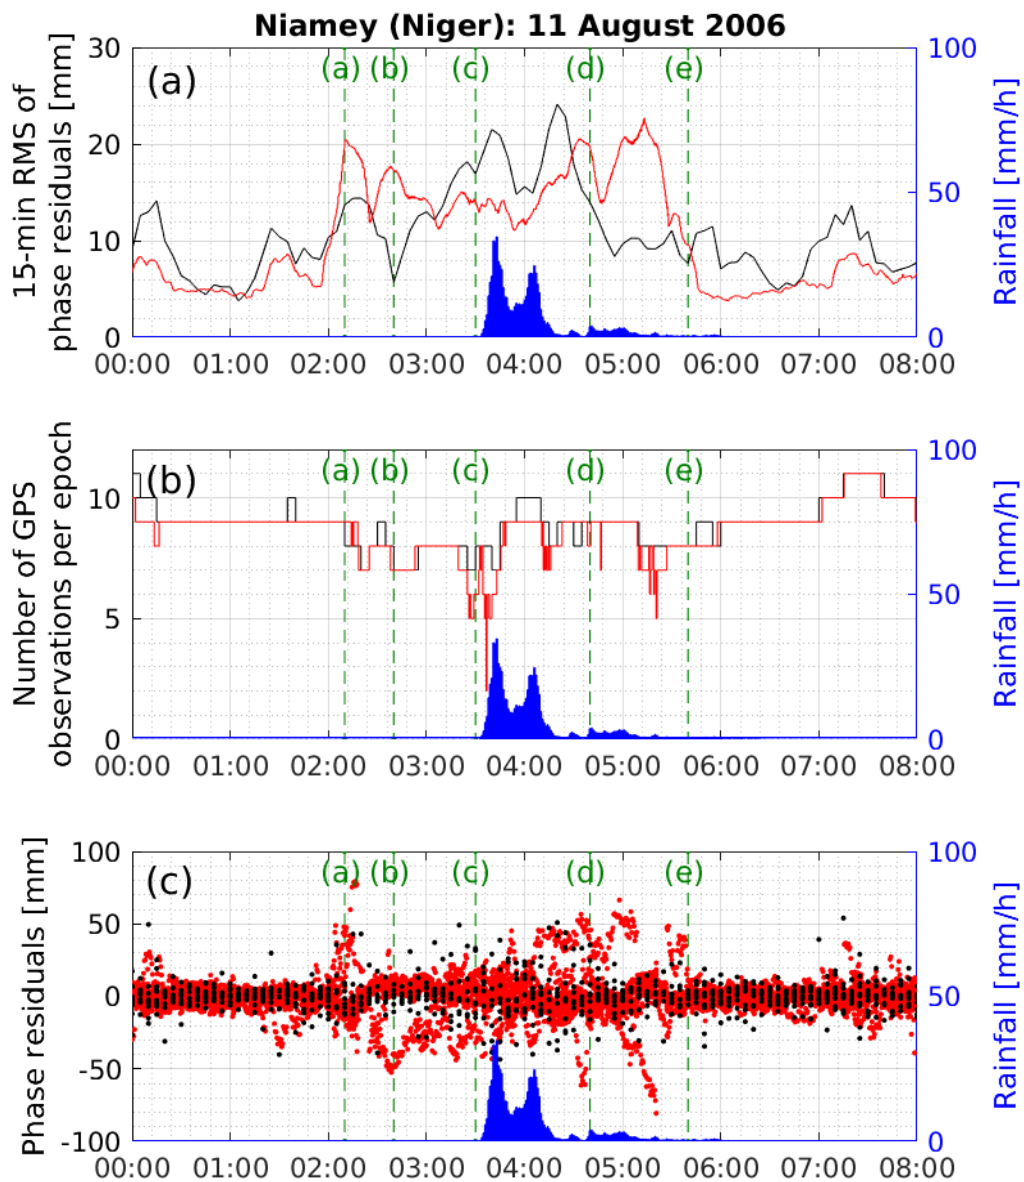 Niamey (Niger): 11 August 2006
15-min RMS of
phase residuals [mm]
30
20
10
0
(a)
(a) (b) (c) (d) (e)
100
50
0
Rainfall [mm/h]
00:00 01:00 02:00 03:00 04:00 05:00 06:00 07:00 08:00
Number of GPS
observations per epoch
10
5
0
(b)
(a) (b) (c) (d) (e)
100
50
0
Rainfall [mm/h]
00:00 01:00 02:00 03:00 04:00 05:00 06:00 07:00 08:00
Phase residuals [mm]
100
50
0
-50
-100
(c)
(a) (b) (c) (d) (e)
100
50
0
Rainfall [mm/h]
00:00 01:00 02:00 03:00 04:00 05:00 06:00 07:00 08:00